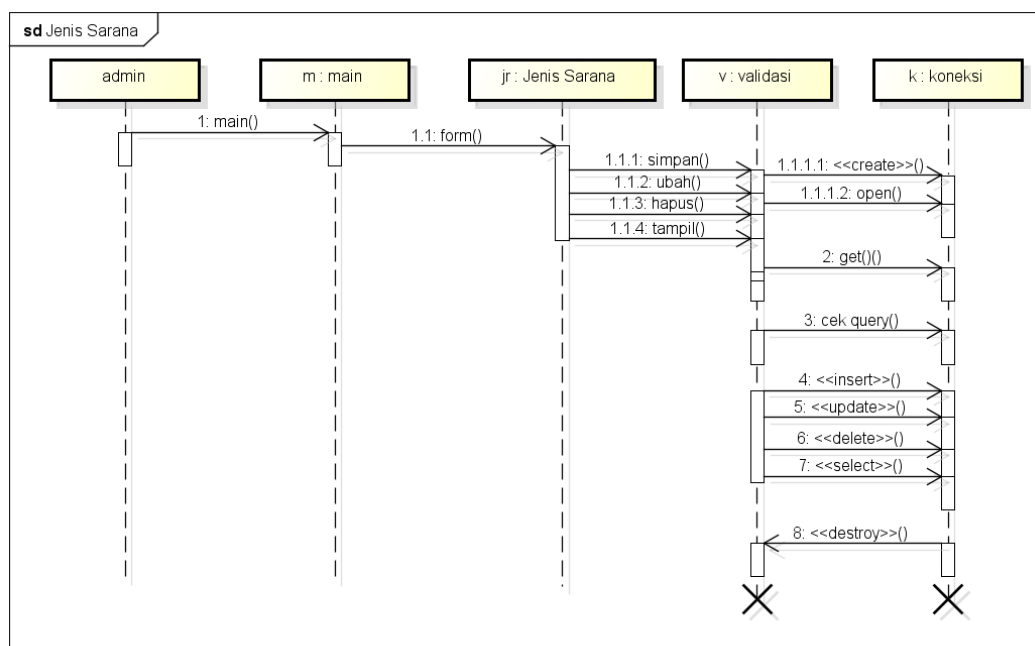 sd Jenis Sarana
admin
m : main
jr : Jenis Sarana
v : validasi
k : koneksi
1: main()
1.1: form()
1.1.1: simpan()
1.1.1.1: <<create>>()
1.1.2: ubah()
1.1.1.2: open()
1.1.3: hapus()
1.1.4: tampil()
2: get()()
3: cek query()
4: <<insert>>()
5: <<update>>()
6: <<delete>>()
7: <<select>>()
8: <<destroy>>()